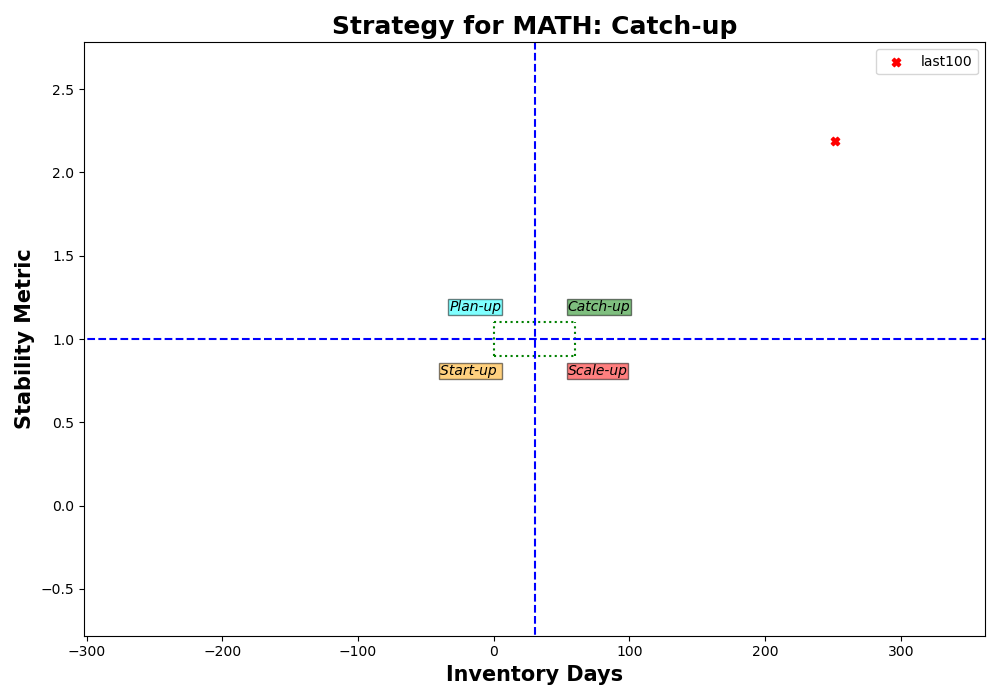 Strategy for MATH: Catch-up
last100
2.5
2.0
1.5
Plan-up
Catch-up
1.0
Start-up
Scale-up
0.5
0.0
−0.5
Stability Metric
−300
−200
−100
0
100
200
300
Inventory Days